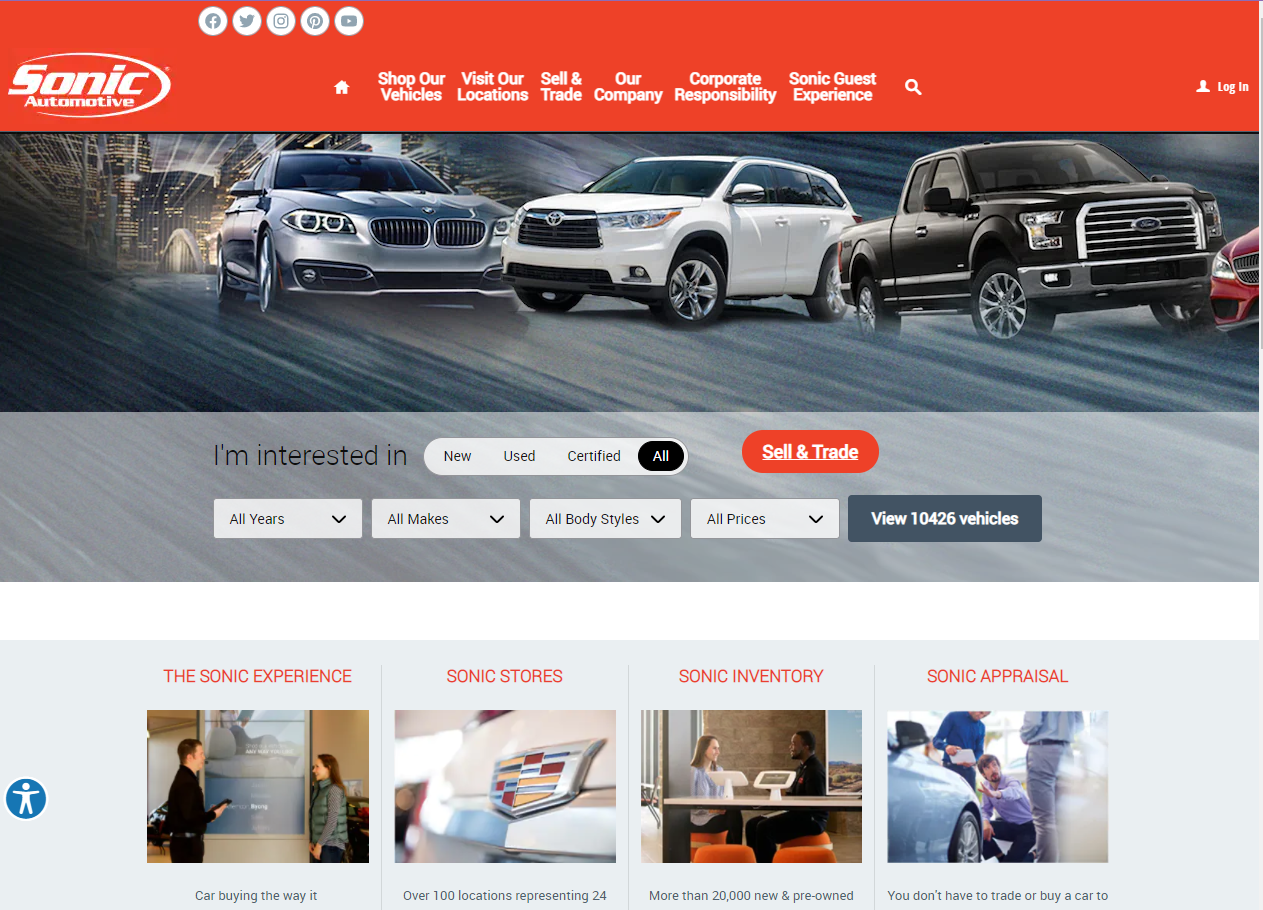 Sonic
Automotive
Shop Our
Vehicles
Visit Our
Locations
Sell &
Trade
Our
Company
Corporate
Responsibility
Sonic Guest
Experience
Log In
I'm interested in
New Used Certified All
Sell & Trade
All Years All Makes All Body Styles All Prices View 10426 vehicles
THE SONIC EXPERIENCE
SONIC STORES
SONIC INVENTORY
SONIC APPRAISAL
Car buying the way it
Over 100 locations representing 24
More than 20,000 new & pre-owned
You don't have to trade or buy a car to